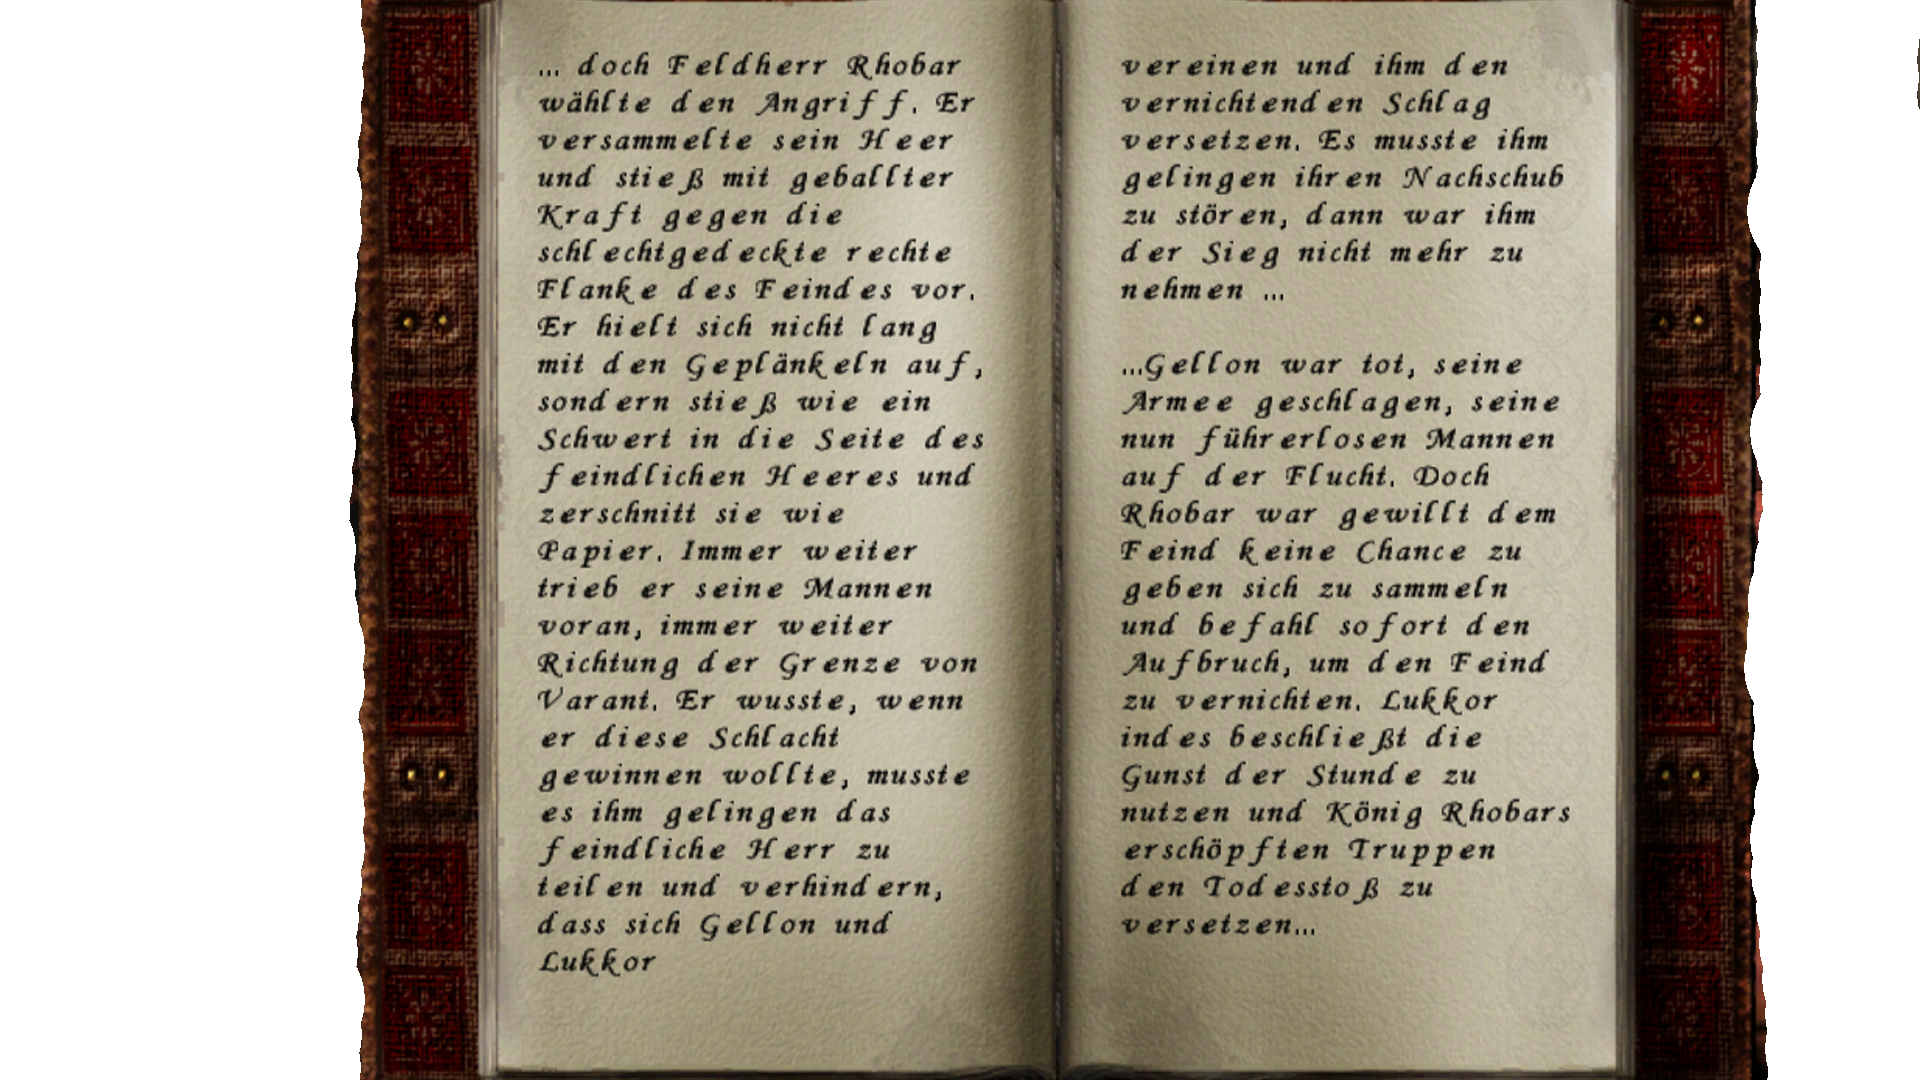 ... doch Feldherr Rhobar
wählte den Angriff. Er
versammelte sein Heer
und stieß mit geballter
Kraft gegen die
schlechtgedeckte rechte
Flanke des Feindes vor.
Er hielt sich nicht lang
mit den Geplänkeln auf,
sondern stieß wie ein
Schwert in die Seite des
feindlichen Heeres und
zerschnitt sie wie
Papier. Immer weiter
trieb er seine Mannen
voran, immer weiter
Richtung der Grenze von
Varant. Er wusste, wenn
er diese Schlacht
gewinnen wollte, musste
es ihm gelingen das
feindliche Herr zu
teilen und verhindern,
dass sich Gellon und
Lukkor
vereinen und ihm den
vernichtenden Schlag
versetzen. Es musste ihm
gelingen ihren Nachschub
zu stören, dann war ihm
der Sieg nicht mehr zu
nehmen ...
...Gellon war tot, seine
Armee geschlagen, seine
nun führerlosen Mannen
auf der Flucht. Doch
Rhobar war gewillt dem
Feind keine Chance zu
geben sich zu sammeln
und befahl sofort den
Aufbruch, um den Feind
zu vernichten. Lukkor
indes beschließt die
Gunst der Stunde zu
nutzen und König Rhobars
erschöpften Truppen
den Todesstoß zu
versetzen...